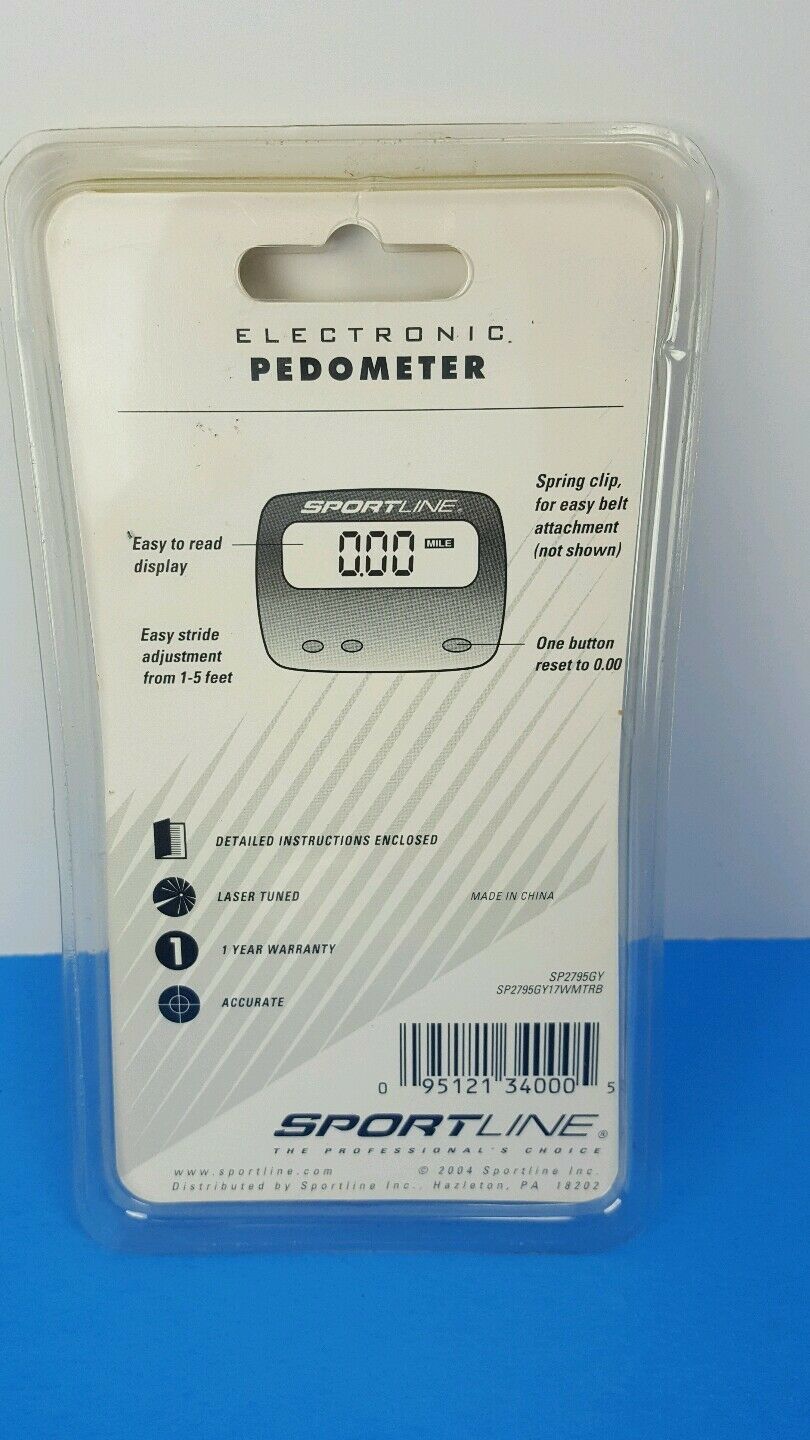 ELECTRONIC
PEDOMETER
Spring clip,
for easy belt
attachment
(not shown)
SPORTLINE®
0.00 MILE
Easy to read
display
Easy stride
adjustment
from 1-5 feet
One button
reset to 0.00
DETAILED INSTRUCTIONS ENCLOSED
LASER TUNED
MADE IN CHINA
1
1 YEAR WARRANTY
SP2795GY
SP2795GY17WMTRB
ACCURATE
0 95121 34000 5
SPORTLINE®
THE PROFESSIONAL'S CHOICE
www.sportline.com © 2004 Sportline Inc.
Distributed by Sportline Inc., Hazleton, PA 18202